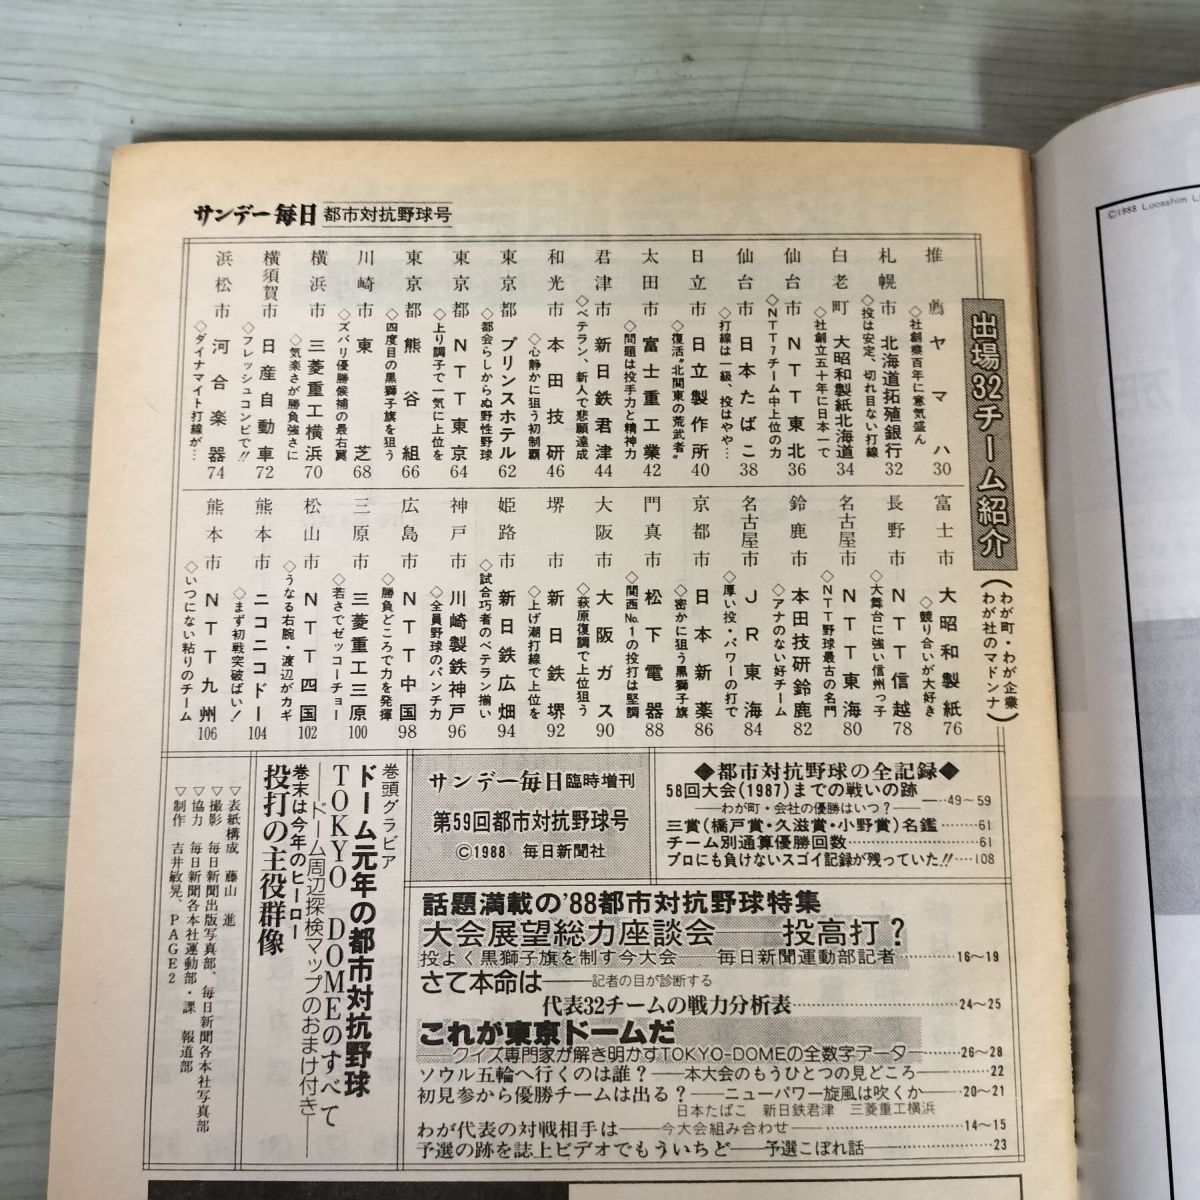 サンデー毎日 都市対抗野球号
©1988 Lucasfilm L
出場32チーム紹介
(わが町・わが企業
わが社のマドンナ)
推薦 ヤマハ 30
◇社創業百年に意気盛ん
札幌市 北海道拓殖銀行 32
◇投は安定、切れ目ない打線
白老町 大昭和製紙北海道 34
◇社創立五十年に日本一で
仙台市 NTT東北 36
◇NTT7チーム中上位の力
仙台市 日本たばこ 38
◇打線は一級、投はやや…
日立市 日立製作所 40
◇復活〝北関東の荒武者〟
太田市 富士重工業 42
◇問題は投手力と精神力
君津市 新日鉄君津 44
◇ベテラン、新人で悲願達成
和光市 本田技研 46
◇心静かに狙う初制覇
東京都 プリンスホテル 62
◇都会らしからぬ野性野球
東京都 NTT東京 64
◇上り調子で一気に上位を
東京都 熊谷組 66
◇四度目の黒獅子旗を狙う
川崎市 東芝 68
◇ズバリ優勝候補の最右翼
横浜市 三菱重工横浜 70
◇気楽さが勝負強さに
横須賀市 日産自動車 72
◇フレッシュコンビで!!
浜松市 河合楽器 74
◇ダイナマイト打線が…
富士市 大昭和製紙 76
◇競り合いが大好き
長野市 NTT信越 78
◇大舞台に強い信州っ子
名古屋市 NTT東海 80
◇NTT野球最古の名門
鈴鹿市 本田技研鈴鹿 82
◇アナのない好チーム
名古屋市 JR東海 84
◇厚い投・パワーの打で
京都市 日本新薬 86
◇密かに狙う黒獅子旗
門真市 松下電器 88
◇関西No.1の投打は堅調
大阪市 大阪ガス 90
◇萩原復調で上位狙う
堺市 新日鉄堺 92
◇上げ潮打線で上位を
姫路市 新日鉄広畑 94
◇試合巧者のベテラン揃い
神戸市 川崎製鉄神戸 96
◇全員野球のパンチ力
広島市 NTT中国 98
◇勝負どころで力を発揮
三原市 三菱重工三原 100
◇若さでゼッコーチョー
松山市 NTT四国 102
◇うなる右腕・渡辺がカギ
熊本市 ニコニコドー 104
◇まず初戦突破ばい!
熊本市 NTT九州 106
◇いつにない粘りのチーム
◆都市対抗野球の全記録◆
58回大会(1987)までの戦いの跡
――わが町・会社の優勝はいつ?――…49〜59
三賞(橋戸賞・久滋賞・小野賞)名鑑………61
チーム別通算優勝回数………61
プロにも負けないスゴイ記録が残っていた!!…108
サンデー毎日臨時増刊
第59回都市対抗野球号
©1988 毎日新聞社
巻頭グラビア
ドーム元年の都市対抗野球
TOKYO DOMEのすべて
――ドーム周辺探検マップのおまけ付き――
巻末は今年のヒーロー
投打の主役群像
▽表紙構成 藤山 進
▽撮影 毎日新聞出版写真部、毎日新聞各本社写真部
▽協力 毎日新聞各本社運動部・課 報道部
▽制作 吉井敏晃、PAGE2
話題満載の'88都市対抗野球特集
大会展望総力座談会――投高打?
投よく黒獅子旗を制す今大会――毎日新聞運動部記者………16〜19
さて本命は――記者の目が診断する
代表32チームの戦力分析表………24〜25
これが東京ドームだ
――クイズ専門家が解き明かすTOKYO-DOMEの全数字データー………26〜28
ソウル五輪へ行くのは誰?――本大会のもうひとつの見どころ………22
初見参から優勝チームは出る?――ニューパワー旋風は吹くか………20〜21
日本たばこ 新日鉄君津 三菱重工横浜
わが代表の対戦相手は――今大会組み合わせ………14〜15
予選の跡を誌上ビデオでもういちど――予選こぼれ話………23